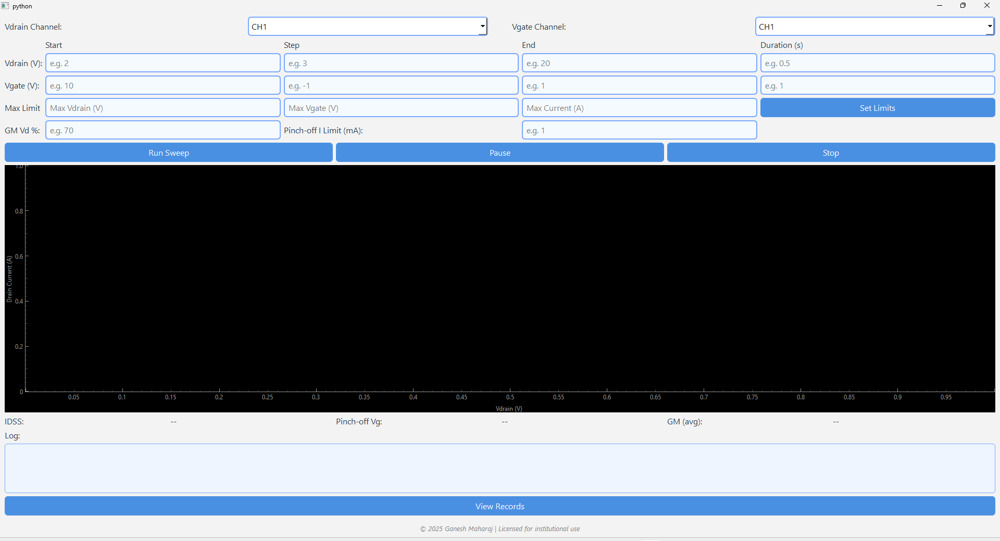 python
Vdrain Channel: CH1 Vgate Channel: CH1
Start Step End Duration (s)
Vdrain (V): e.g. 2 e.g. 3 e.g. 20 e.g. 0.5
Vgate (V): e.g. 10 e.g. -1 e.g. 1 e.g. 1
Max Limit Max Vdrain (V) Max Vgate (V) Max Current (A) Set Limits
GM Vd %: e.g. 70 Pinch-off I Limit (mA): e.g. 1
Run Sweep Pause Stop
1.0
0.8
0.6
0.4
0.2
0
Drain Current (A)
0.05 0.1 0.15 0.2 0.25 0.3 0.35 0.4 0.45 0.5 0.55 0.6 0.65 0.7 0.75 0.8 0.85 0.9 0.95
Vdrain (V)
IDSS: -- Pinch-off Vg: -- GM (avg): --
Log:
View Records
© 2025 Ganesh Maharaj | Licensed for institutional use